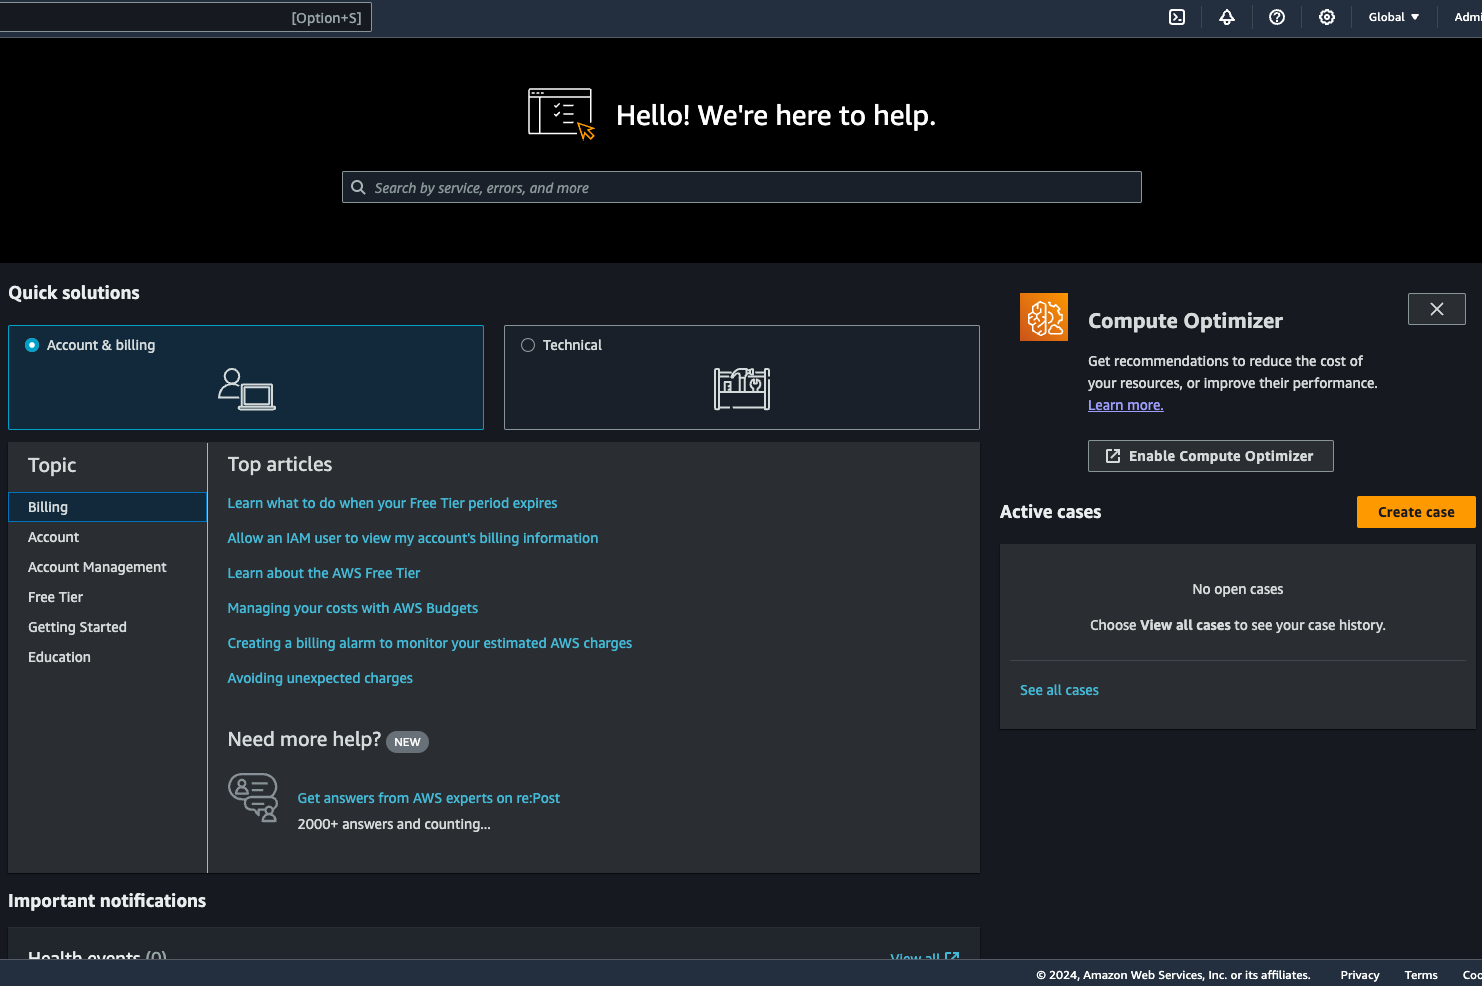 [Option+S]
Global
Admi
Hello! We're here to help.
Search by service, errors, and more
Quick solutions
Account & billing
Technical
Topic
Billing
Account
Account Management
Free Tier
Getting Started
Education
Top articles
Learn what to do when your Free Tier period expires
Allow an IAM user to view my account's billing information
Learn about the AWS Free Tier
Managing your costs with AWS Budgets
Creating a billing alarm to monitor your estimated AWS charges
Avoiding unexpected charges
Need more help? NEW
Get answers from AWS experts on re:Post
2000+ answers and counting...
Compute Optimizer
Get recommendations to reduce the cost of
your resources, or improve their performance.
Learn more.
Enable Compute Optimizer
Active cases
Create case
No open cases
Choose View all cases to see your case history.
See all cases
Important notifications
Health events (0)
View all
© 2024, Amazon Web Services, Inc. or its affiliates.
Privacy
Terms
Coo